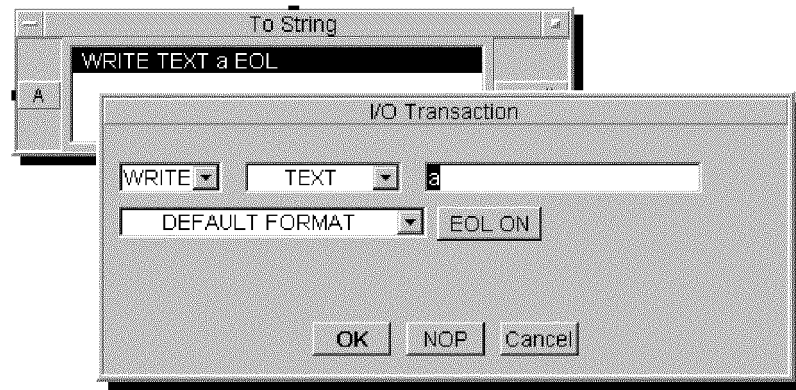 To String
WRITE TEXT a EOL
A
I/O Transaction
WRITE TEXT a
DEFAULT FORMAT EOL ON
OK NOP Cancel